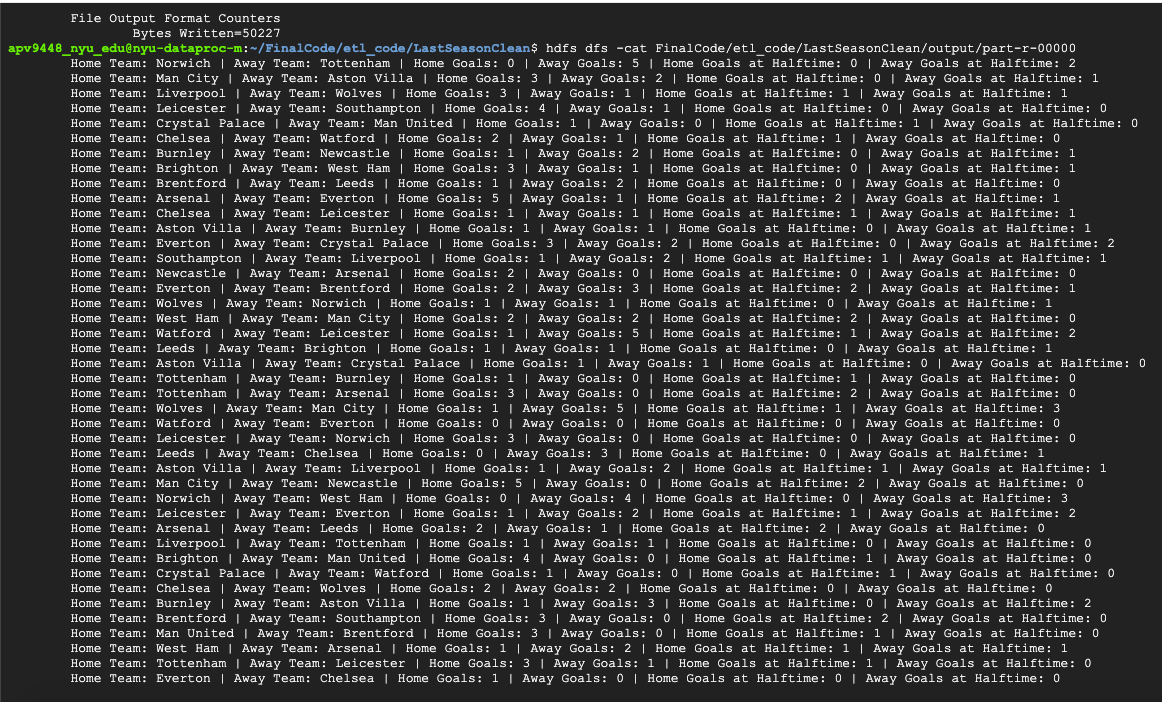 File Output Format Counters
Bytes Written=50227
apv9448_nyu_edu@nyu-dataproc-m:~/FinalCode/etl_code/LastSeasonClean$ hdfs dfs -cat FinalCode/etl_code/LastSeasonClean/output/part-r-00000
Home Team: Norwich | Away Team: Tottenham | Home Goals: 0 | Away Goals: 5 | Home Goals at Halftime: 0 | Away Goals at Halftime: 2
Home Team: Man City | Away Team: Aston Villa | Home Goals: 3 | Away Goals: 2 | Home Goals at Halftime: 0 | Away Goals at Halftime: 1
Home Team: Liverpool | Away Team: Wolves | Home Goals: 3 | Away Goals: 1 | Home Goals at Halftime: 1 | Away Goals at Halftime: 1
Home Team: Leicester | Away Team: Southampton | Home Goals: 4 | Away Goals: 1 | Home Goals at Halftime: 0 | Away Goals at Halftime: 0
Home Team: Crystal Palace | Away Team: Man United | Home Goals: 1 | Away Goals: 0 | Home Goals at Halftime: 1 | Away Goals at Halftime: 0
Home Team: Chelsea | Away Team: Watford | Home Goals: 2 | Away Goals: 1 | Home Goals at Halftime: 1 | Away Goals at Halftime: 0
Home Team: Burnley | Away Team: Newcastle | Home Goals: 1 | Away Goals: 2 | Home Goals at Halftime: 0 | Away Goals at Halftime: 1
Home Team: Brighton | Away Team: West Ham | Home Goals: 3 | Away Goals: 1 | Home Goals at Halftime: 0 | Away Goals at Halftime: 1
Home Team: Brentford | Away Team: Leeds | Home Goals: 1 | Away Goals: 2 | Home Goals at Halftime: 0 | Away Goals at Halftime: 0
Home Team: Arsenal | Away Team: Everton | Home Goals: 5 | Away Goals: 1 | Home Goals at Halftime: 2 | Away Goals at Halftime: 1
Home Team: Chelsea | Away Team: Leicester | Home Goals: 1 | Away Goals: 1 | Home Goals at Halftime: 1 | Away Goals at Halftime: 1
Home Team: Aston Villa | Away Team: Burnley | Home Goals: 1 | Away Goals: 1 | Home Goals at Halftime: 0 | Away Goals at Halftime: 1
Home Team: Everton | Away Team: Crystal Palace | Home Goals: 3 | Away Goals: 2 | Home Goals at Halftime: 0 | Away Goals at Halftime: 2
Home Team: Southampton | Away Team: Liverpool | Home Goals: 1 | Away Goals: 2 | Home Goals at Halftime: 1 | Away Goals at Halftime: 1
Home Team: Newcastle | Away Team: Arsenal | Home Goals: 2 | Away Goals: 0 | Home Goals at Halftime: 0 | Away Goals at Halftime: 0
Home Team: Everton | Away Team: Brentford | Home Goals: 2 | Away Goals: 3 | Home Goals at Halftime: 2 | Away Goals at Halftime: 1
Home Team: Wolves | Away Team: Norwich | Home Goals: 1 | Away Goals: 1 | Home Goals at Halftime: 0 | Away Goals at Halftime: 1
Home Team: West Ham | Away Team: Man City | Home Goals: 2 | Away Goals: 2 | Home Goals at Halftime: 2 | Away Goals at Halftime: 0
Home Team: Watford | Away Team: Leicester | Home Goals: 1 | Away Goals: 5 | Home Goals at Halftime: 1 | Away Goals at Halftime: 2
Home Team: Leeds | Away Team: Brighton | Home Goals: 1 | Away Goals: 1 | Home Goals at Halftime: 0 | Away Goals at Halftime: 1
Home Team: Aston Villa | Away Team: Crystal Palace | Home Goals: 1 | Away Goals: 1 | Home Goals at Halftime: 0 | Away Goals at Halftime: 0
Home Team: Tottenham | Away Team: Burnley | Home Goals: 1 | Away Goals: 0 | Home Goals at Halftime: 1 | Away Goals at Halftime: 0
Home Team: Tottenham | Away Team: Arsenal | Home Goals: 3 | Away Goals: 0 | Home Goals at Halftime: 2 | Away Goals at Halftime: 0
Home Team: Wolves | Away Team: Man City | Home Goals: 1 | Away Goals: 5 | Home Goals at Halftime: 1 | Away Goals at Halftime: 3
Home Team: Watford | Away Team: Everton | Home Goals: 0 | Away Goals: 0 | Home Goals at Halftime: 0 | Away Goals at Halftime: 0
Home Team: Leicester | Away Team: Norwich | Home Goals: 3 | Away Goals: 0 | Home Goals at Halftime: 0 | Away Goals at Halftime: 0
Home Team: Leeds | Away Team: Chelsea | Home Goals: 0 | Away Goals: 3 | Home Goals at Halftime: 0 | Away Goals at Halftime: 1
Home Team: Aston Villa | Away Team: Liverpool | Home Goals: 1 | Away Goals: 2 | Home Goals at Halftime: 1 | Away Goals at Halftime: 1
Home Team: Man City | Away Team: Newcastle | Home Goals: 5 | Away Goals: 0 | Home Goals at Halftime: 2 | Away Goals at Halftime: 0
Home Team: Norwich | Away Team: West Ham | Home Goals: 0 | Away Goals: 4 | Home Goals at Halftime: 0 | Away Goals at Halftime: 3
Home Team: Leicester | Away Team: Everton | Home Goals: 1 | Away Goals: 2 | Home Goals at Halftime: 1 | Away Goals at Halftime: 2
Home Team: Arsenal | Away Team: Leeds | Home Goals: 2 | Away Goals: 1 | Home Goals at Halftime: 2 | Away Goals at Halftime: 0
Home Team: Liverpool | Away Team: Tottenham | Home Goals: 1 | Away Goals: 1 | Home Goals at Halftime: 0 | Away Goals at Halftime: 0
Home Team: Brighton | Away Team: Man United | Home Goals: 4 | Away Goals: 0 | Home Goals at Halftime: 1 | Away Goals at Halftime: 0
Home Team: Crystal Palace | Away Team: Watford | Home Goals: 1 | Away Goals: 0 | Home Goals at Halftime: 1 | Away Goals at Halftime: 0
Home Team: Chelsea | Away Team: Wolves | Home Goals: 2 | Away Goals: 2 | Home Goals at Halftime: 0 | Away Goals at Halftime: 0
Home Team: Burnley | Away Team: Aston Villa | Home Goals: 1 | Away Goals: 3 | Home Goals at Halftime: 0 | Away Goals at Halftime: 2
Home Team: Brentford | Away Team: Southampton | Home Goals: 3 | Away Goals: 0 | Home Goals at Halftime: 2 | Away Goals at Halftime: 0
Home Team: Man United | Away Team: Brentford | Home Goals: 3 | Away Goals: 0 | Home Goals at Halftime: 1 | Away Goals at Halftime: 0
Home Team: West Ham | Away Team: Arsenal | Home Goals: 1 | Away Goals: 2 | Home Goals at Halftime: 1 | Away Goals at Halftime: 1
Home Team: Tottenham | Away Team: Leicester | Home Goals: 3 | Away Goals: 1 | Home Goals at Halftime: 1 | Away Goals at Halftime: 0
Home Team: Everton | Away Team: Chelsea | Home Goals: 1 | Away Goals: 0 | Home Goals at Halftime: 0 | Away Goals at Halftime: 0